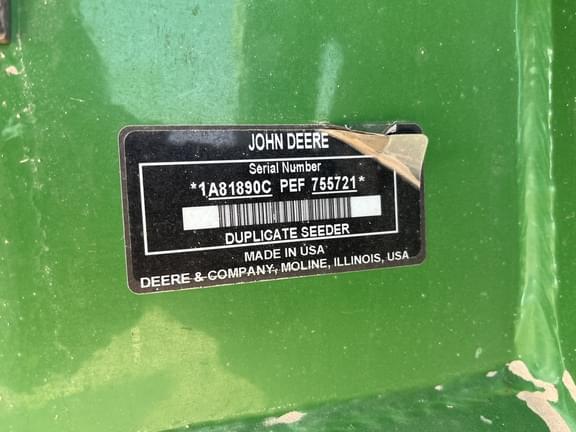 JOHN DEERE
Serial Number
*1A81890C PEF 755721*
DUPLICATE SEEDER
MADE IN USA
DEERE & COMPANY, MOLINE, ILLINOIS, USA